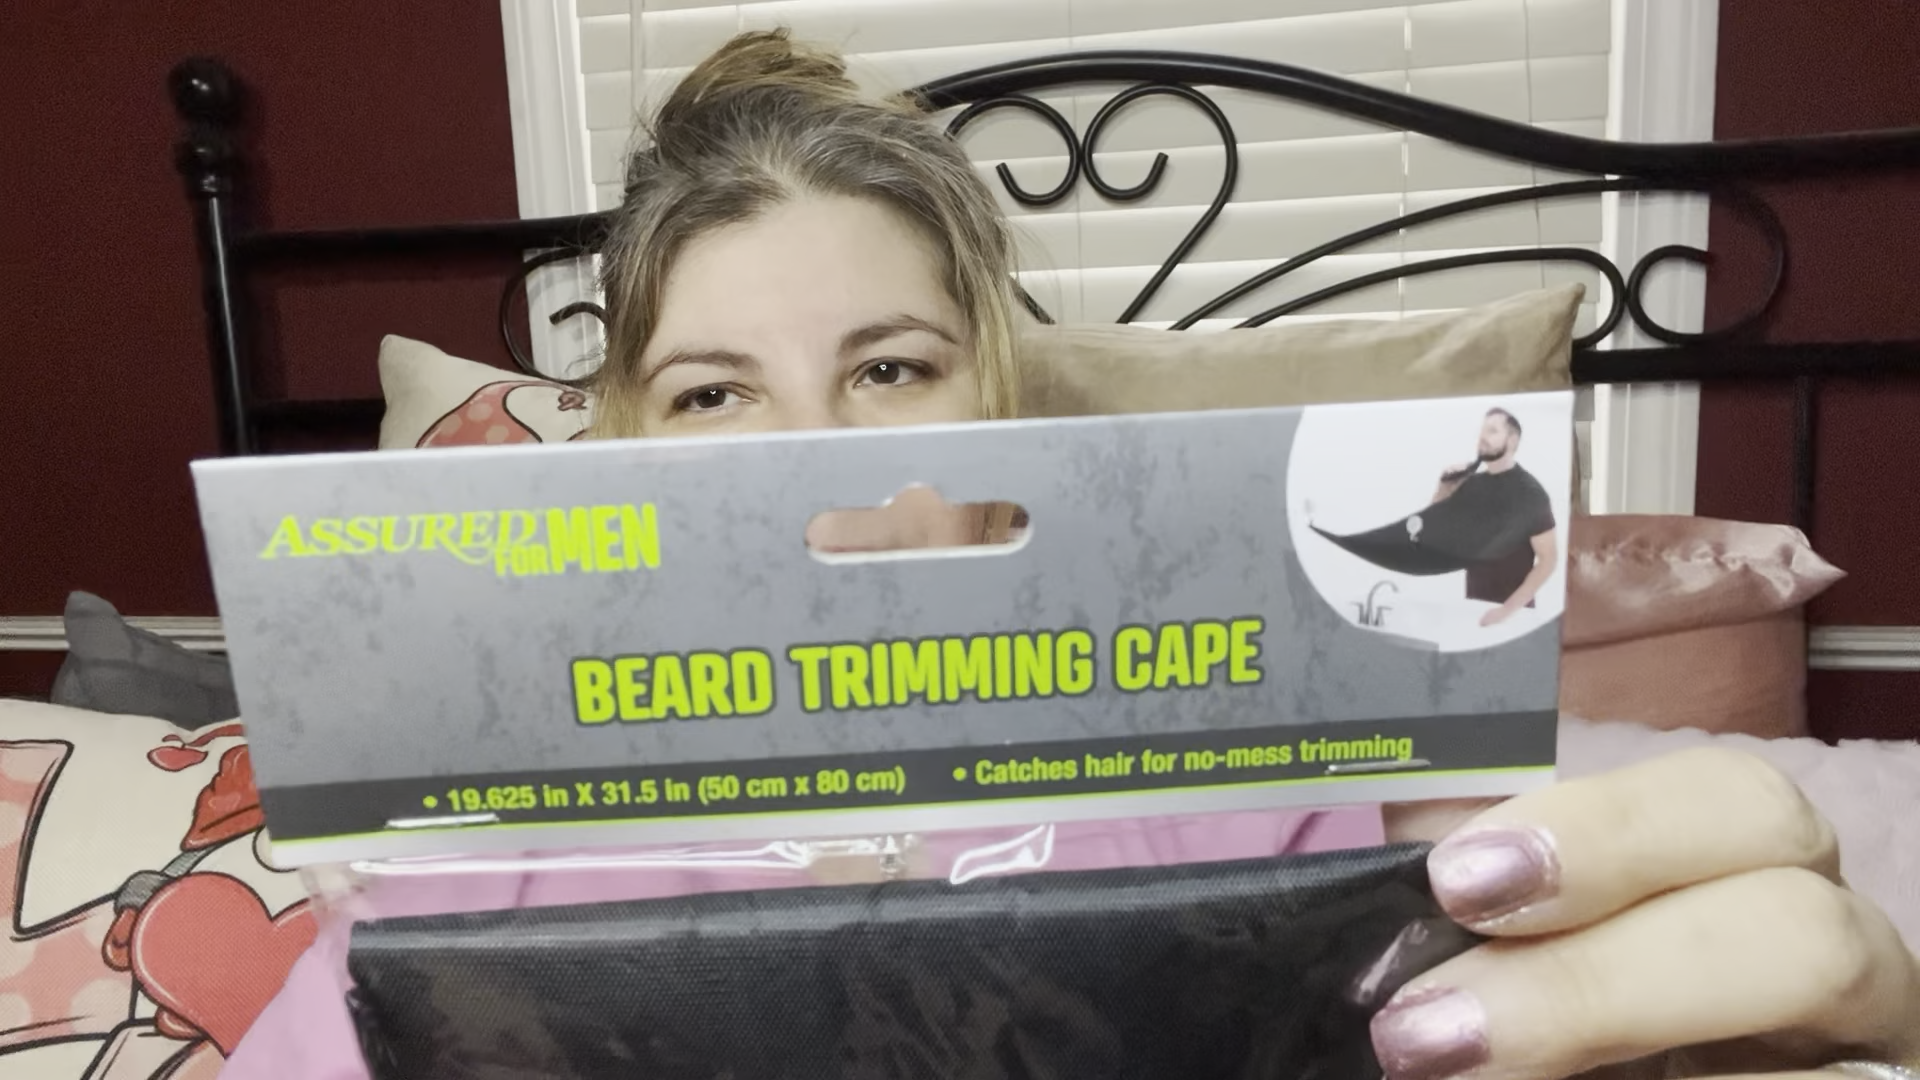 ASSURED FOR MEN
BEARD TRIMMING CAPE
• 19.625 in X 31.5 in (50 cm x 80 cm) • Catches hair for no-mess trimming